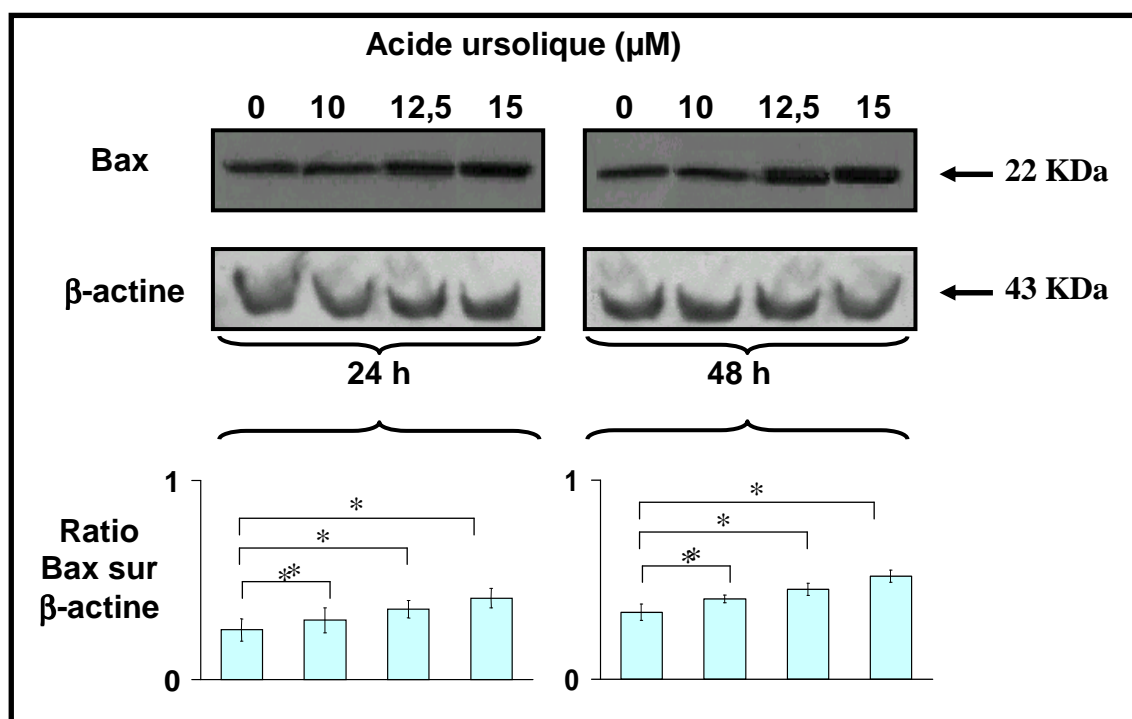 Acide ursolique (µM)
0 10 12,5 15 0 10 12,5 15
Bax 22 KDa
β-actine 43 KDa
24 h 48 h
Ratio
Bax sur
β-actine
1 * * ** 0
1 * * ** 0